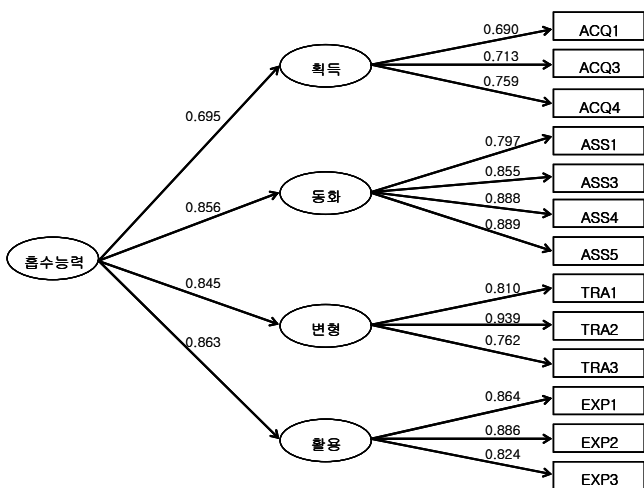 0.690
ACQ1
획득
0.713
ACQ3
0.759
ACQ4
0.695
0.797
ASS1
동화
0.855
ASS3
0.856
0.888
ASS4
0.889
ASS5
흡수능력
0.845
0.810
TRA1
변형
0.939
TRA2
0.762
TRA3
0.863
0.864
EXP1
활용
0.886
EXP2
0.824
EXP3